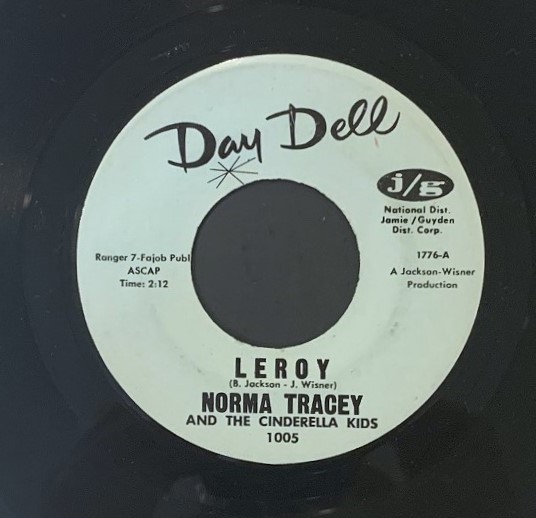 Day Dell
j/g
National Dist.
Jamie/Guyden
Dist. Corp.
Ranger 7-Fajob Publ
ASCAP
Time: 2:12
1776-A
A Jackson-Wisner
Production
LEROY
(B. Jackson - J. Wisner)
NORMA TRACEY
AND THE CINDERELLA KIDS
1005